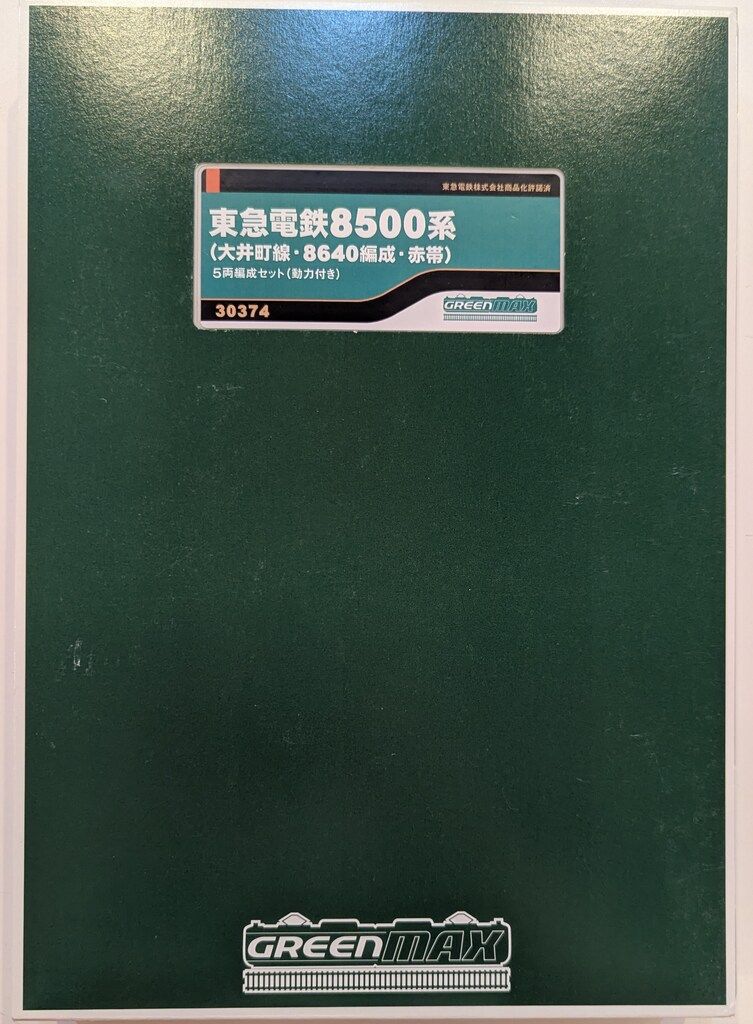 東急電鉄株式会社商品化許諾済
東急電鉄8500系
(大井町線・8640編成・赤帯)
5両編成セット(動力付き)
30374
GREENMAX
GREENMAX